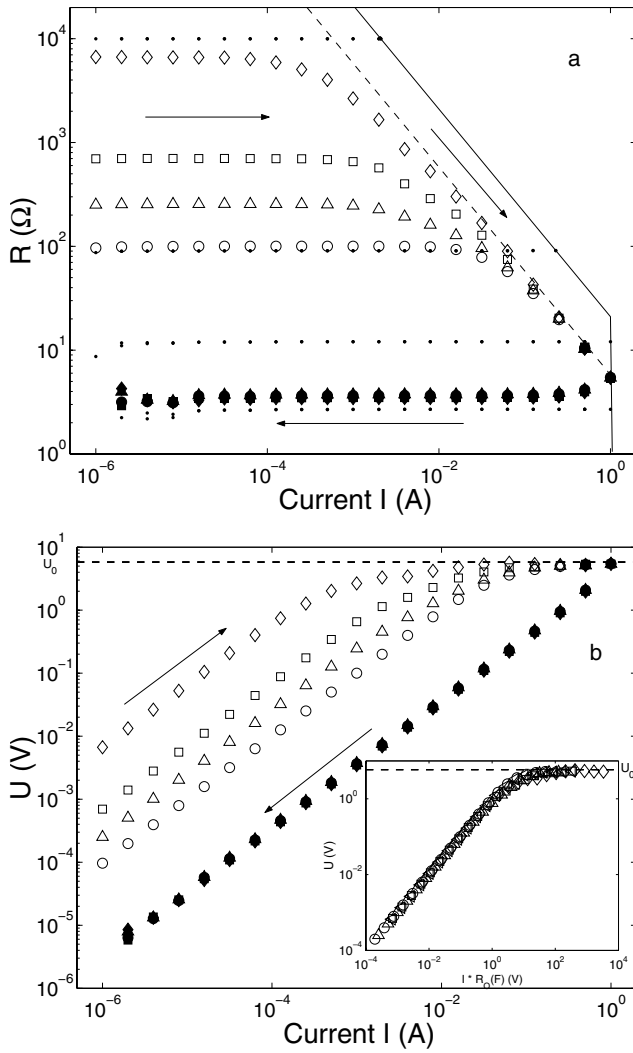 10^4
10^3
10^2
10^1
10^0
R (Ω)
a
10^-6 10^-4 10^-2 10^0
Current I (A)
10^1
U_0
10^0
10^-1
10^-2
10^-3
10^-4
10^-5
10^-6
U (V)
b
10^0
10^-2
10^-4
U (V)
U_0
10^-4 10^-2 10^0 10^2 10^4
I * R_0(F) (V)
10^-6 10^-4 10^-2 10^0
Current I (A)